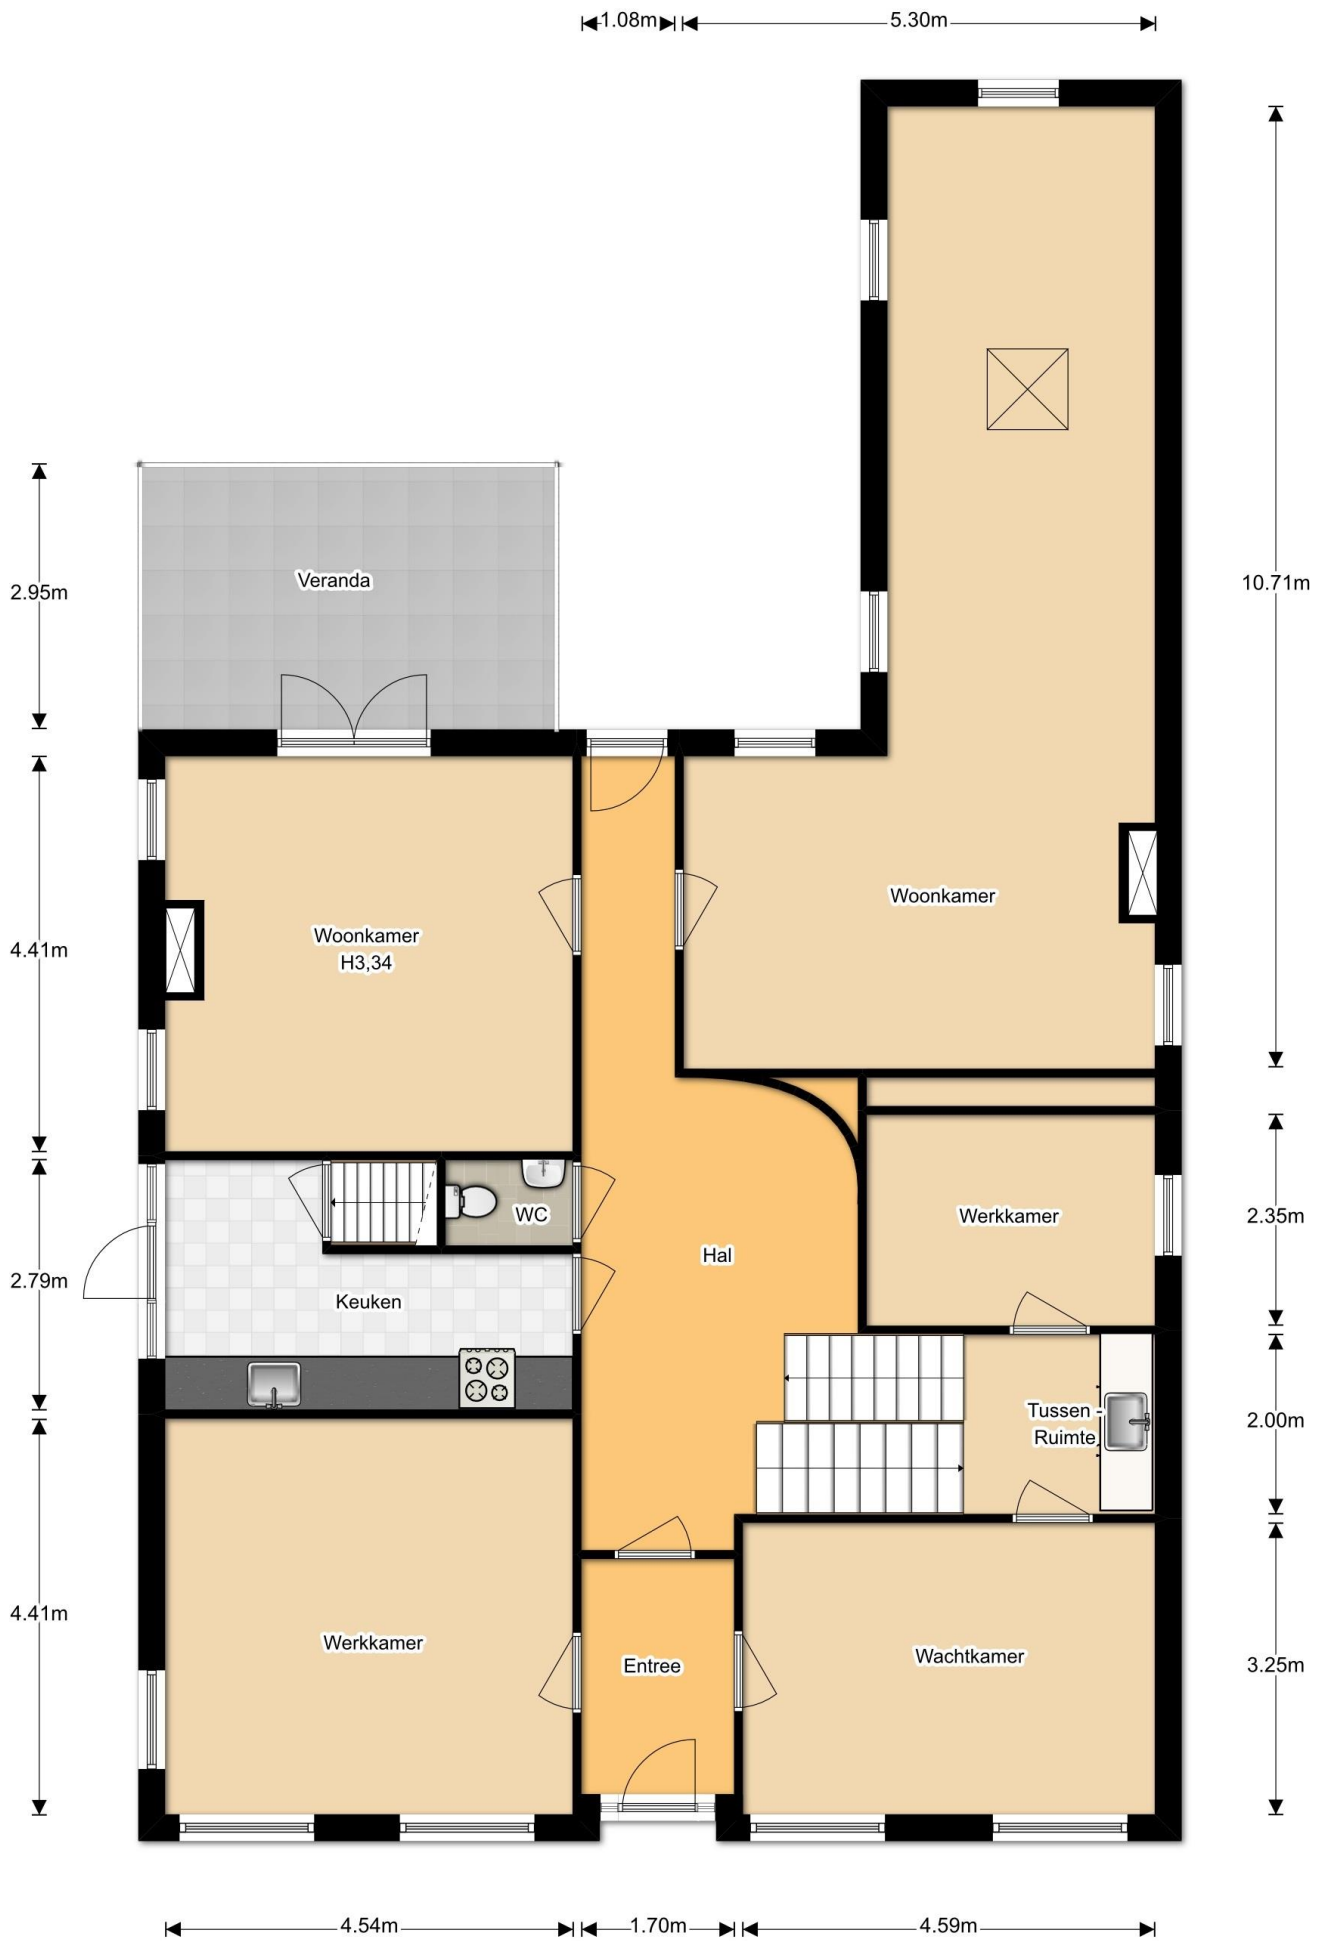 1.08m
5.30m
2.95m
Veranda
10.71m
4.41m
Woonkamer
H3,34
Woonkamer
2.79m
WC
Keuken
Hal
Werkkamer
2.35m
Tussen -
Ruimte
2.00m
4.41m
Werkkamer
Entree
Wachtkamer
3.25m
4.54m
1.70m
4.59m